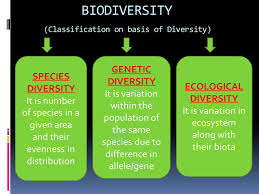 BIODIVERSITY
(Classification on basis of Diversity)
SPECIES
DIVERSITY
It is number
of species in a
given area
and their
evenness in
distribution
GENETIC
DIVERSITY
It is variation
within the
population of
the same
species due to
difference in
allele/gene
ECOLOGICAL
DIVERSITY
It is variation in
ecosystem
along with
their biota